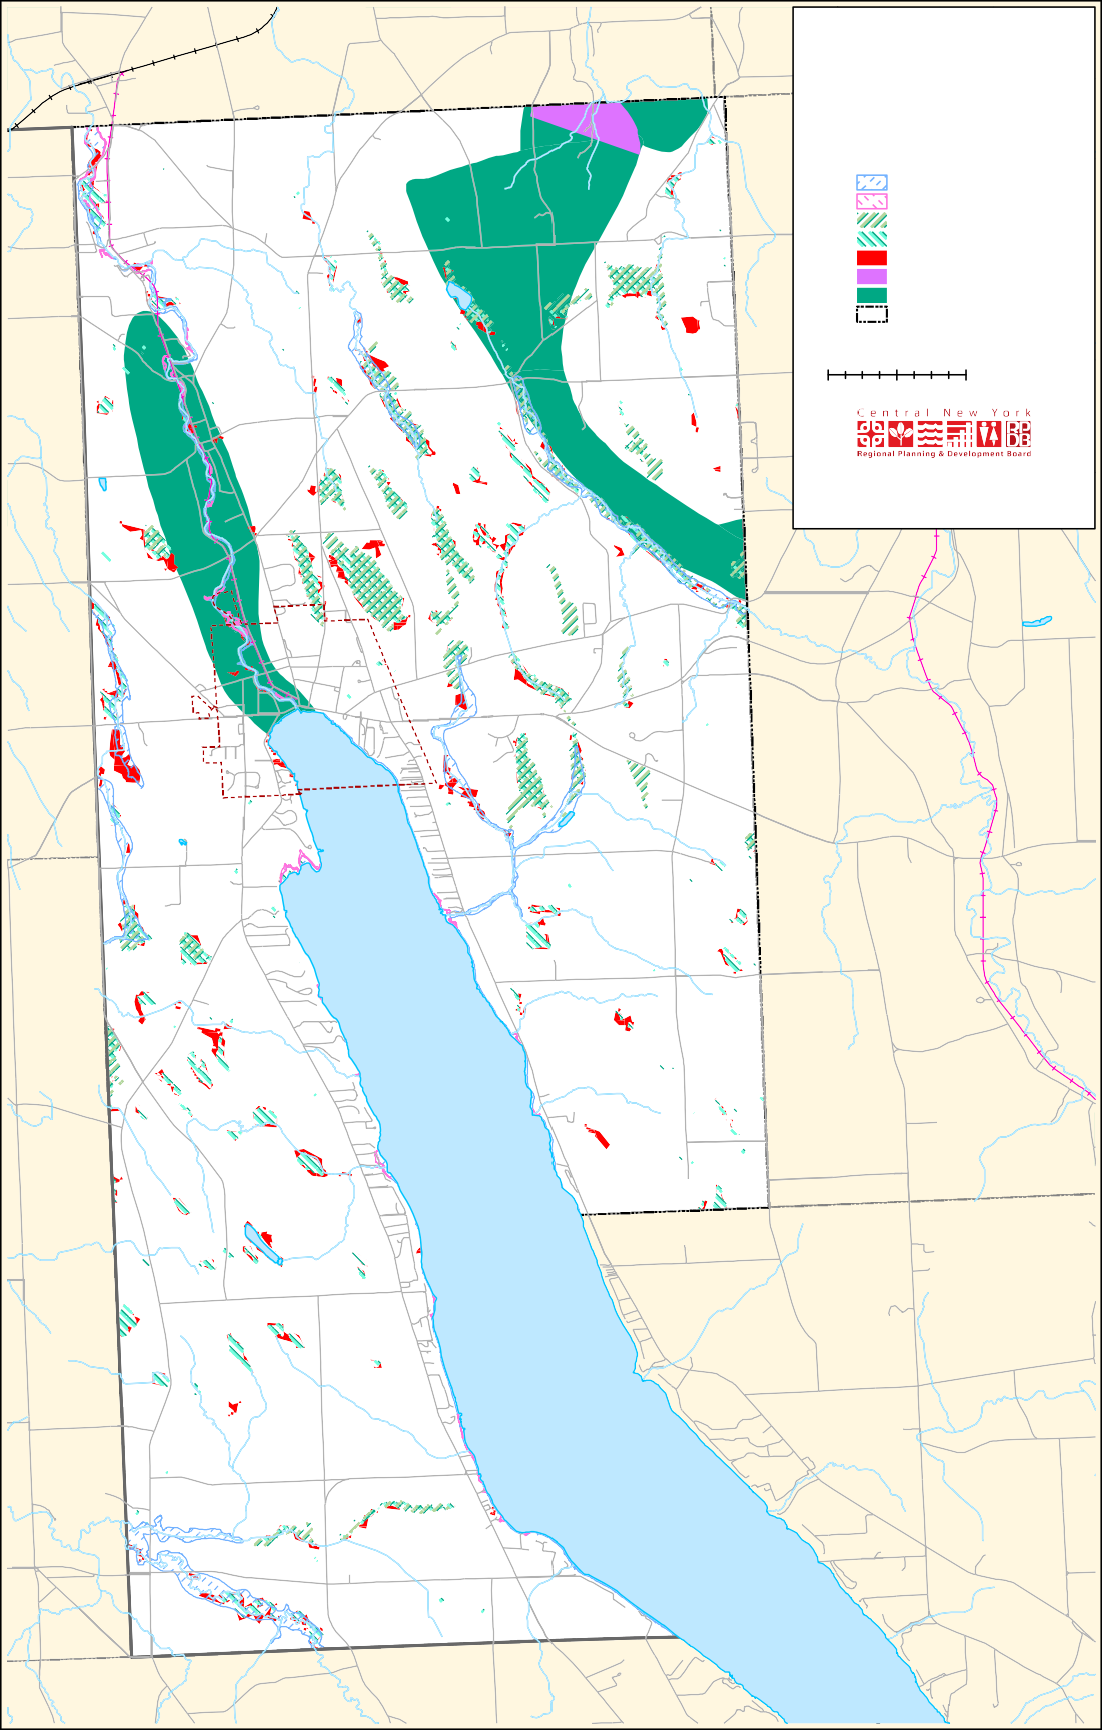 Central New York
Regional Planning & Development Board